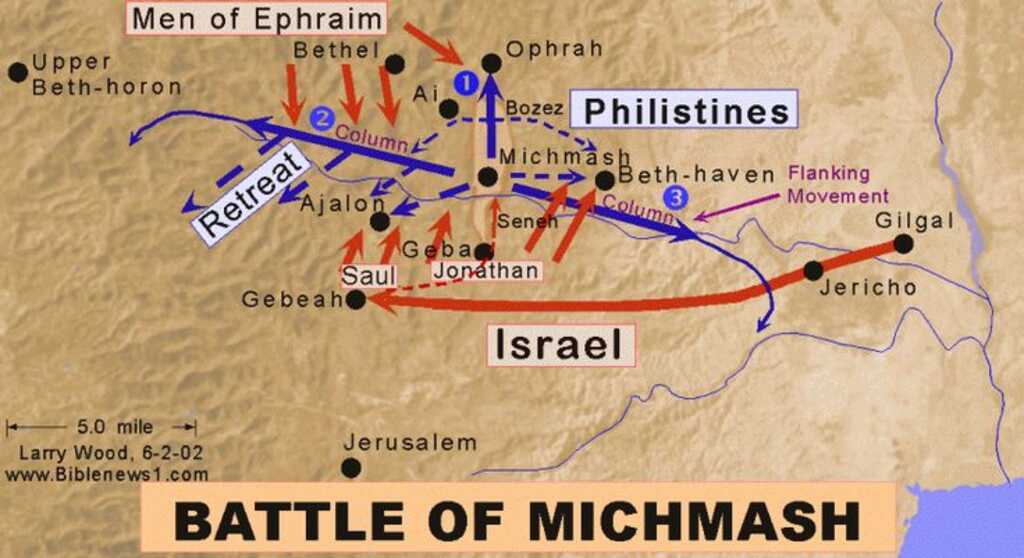 Men of Ephraim
Bethel
Ophrah
Upper
Beth-horon
1
Ai
Bozez
Philistines
2
Column
Michmash
Beth-haven
Flanking
Movement
3
Column
Retreat
Ajalon
Seneh
Gilgal
Geba
Saul
Jonathan
Jericho
Gebeah
Israel
5.0 mile
Larry Wood, 6-2-02
www.Biblenews1.com
Jerusalem
BATTLE OF MICHMASH